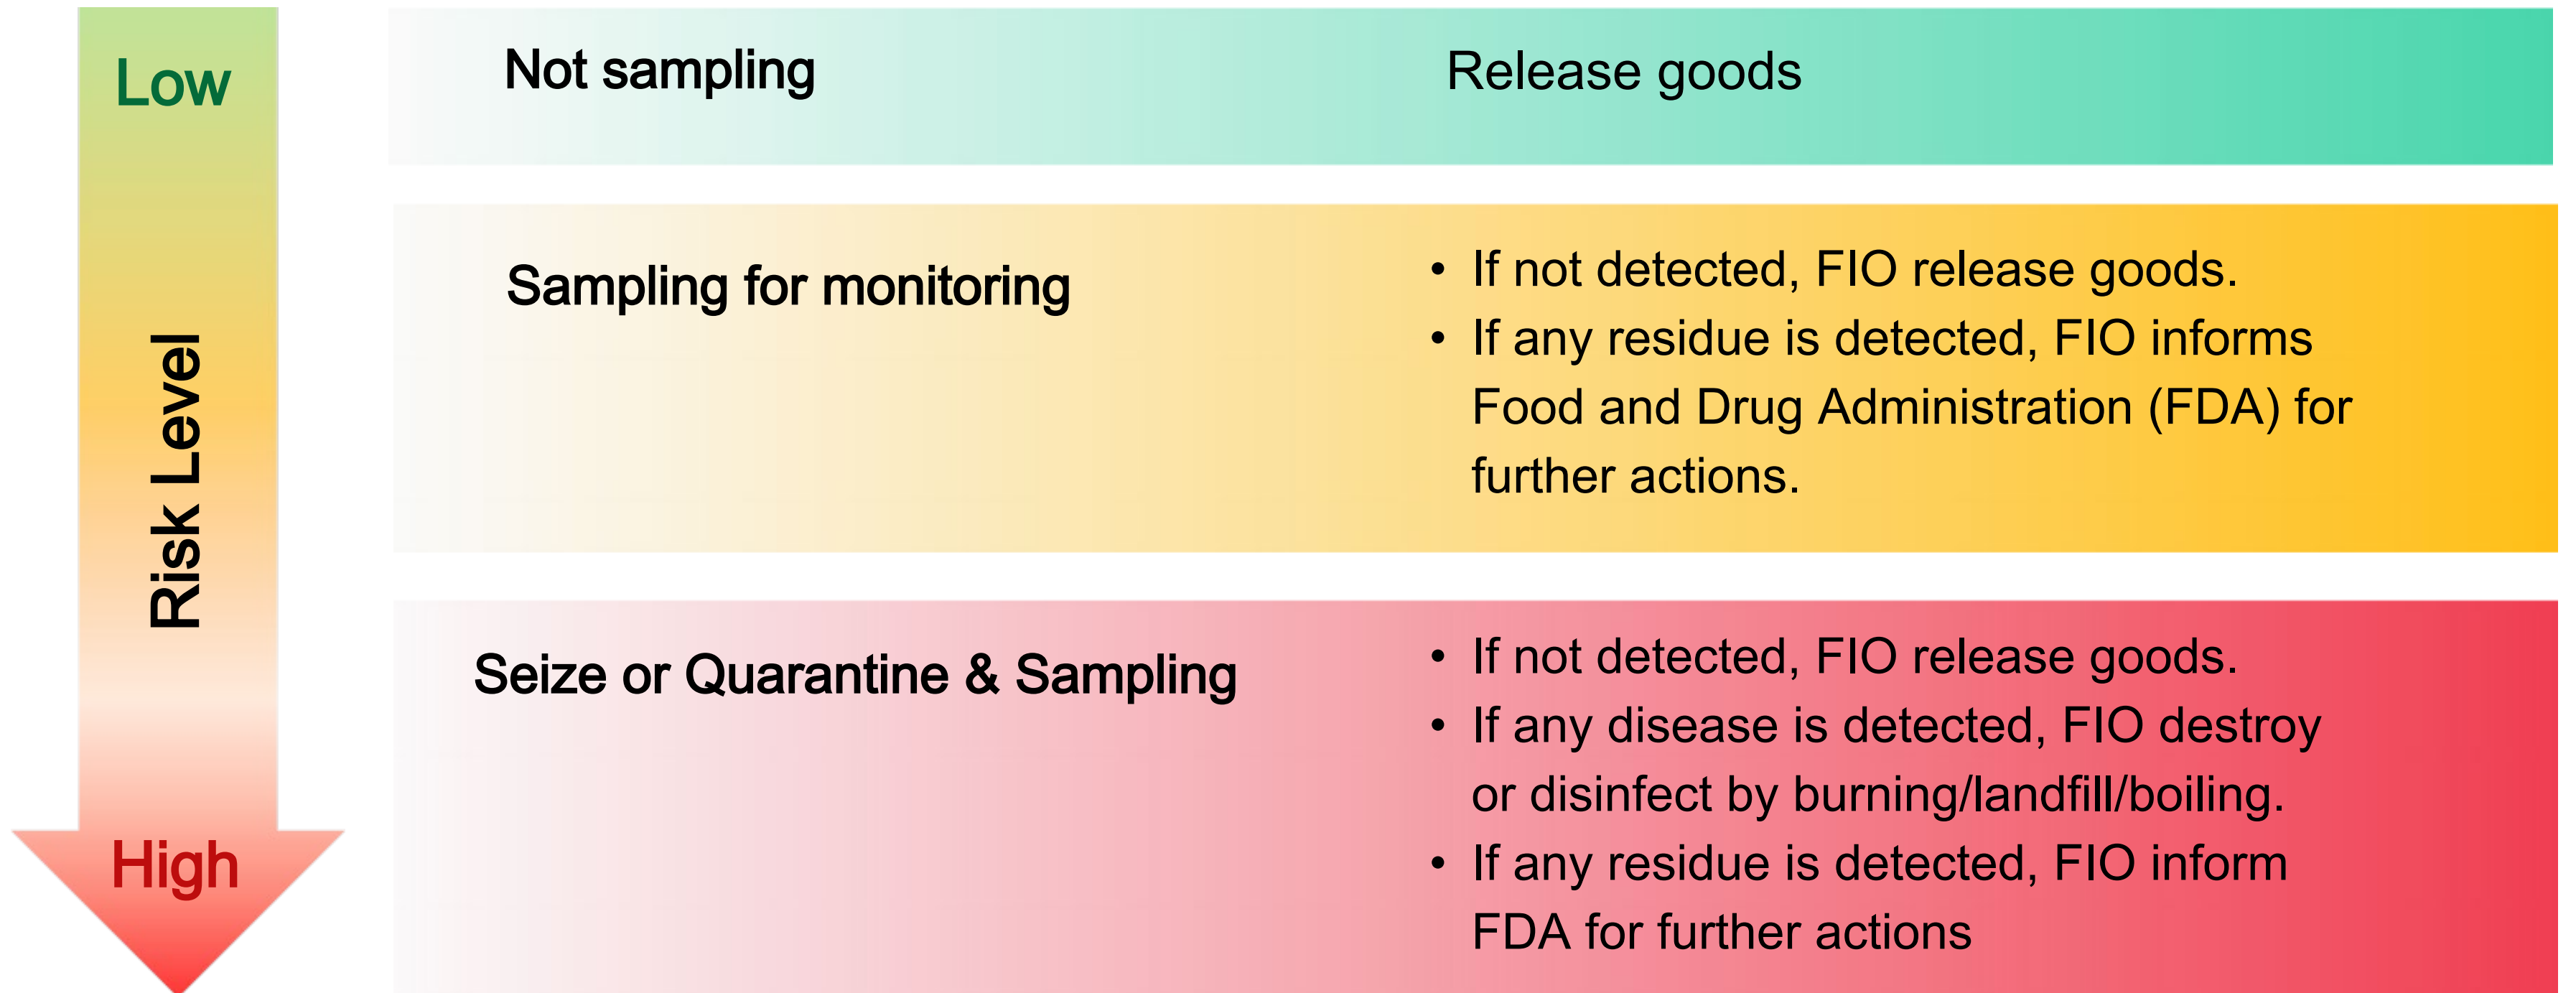 Low
Risk Level
High
Not sampling
Release goods
Sampling for monitoring
• If not detected, FIO release goods.
• If any residue is detected, FIO informs
Food and Drug Administration (FDA) for
further actions.
Seize or Quarantine & Sampling
• If not detected, FIO release goods.
• If any disease is detected, FIO destroy
or disinfect by burning/landfill/boiling.
• If any residue is detected, FIO inform
FDA for further actions